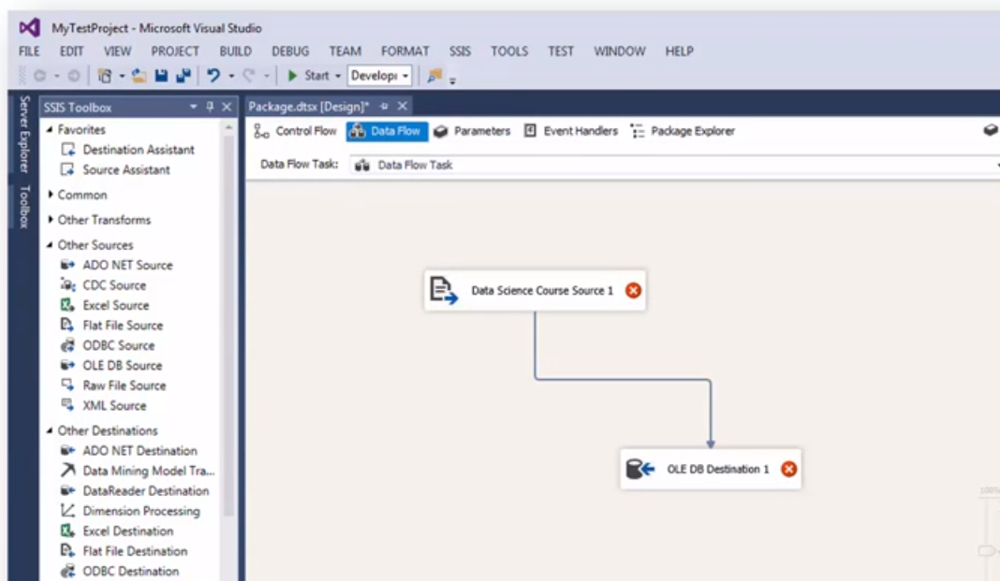 MyTestProject - Microsoft Visual Studio
FILE EDIT VIEW PROJECT BUILD DEBUG TEAM FORMAT SSIS TOOLS TEST WINDOW HELP
Start Develop
Server Explorer
Toolbox
SSIS Toolbox
Favorites
Destination Assistant
Source Assistant
Common
Other Transforms
Other Sources
ADO NET Source
CDC Source
Excel Source
Flat File Source
ODBC Source
OLE DB Source
Raw File Source
XML Source
Other Destinations
ADO NET Destination
Data Mining Model Tra...
DataReader Destination
Dimension Processing
Excel Destination
Flat File Destination
ODBC Destination
Package.dtsx [Design]*
Control Flow Data Flow Parameters Event Handlers Package Explorer
Data Flow Task: Data Flow Task
Data Science Course Source 1
OLE DB Destination 1
100%